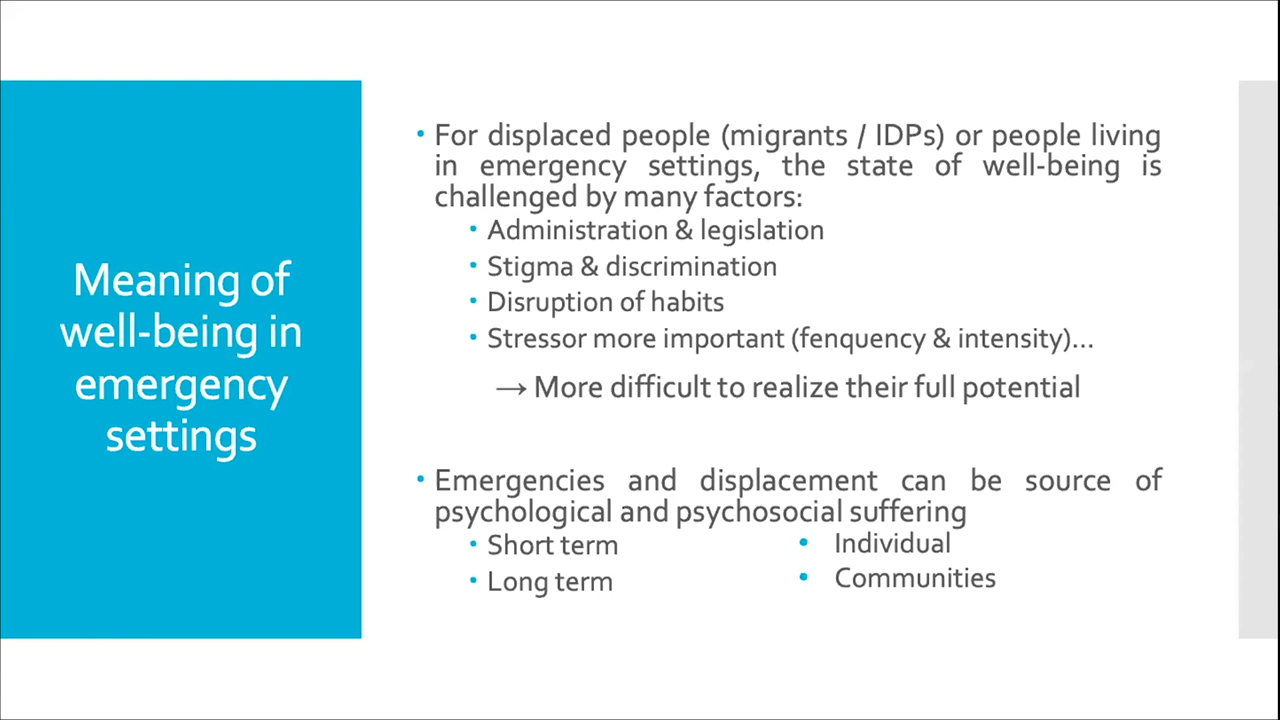 Meaning of
well-being in
emergency
settings
• For displaced people (migrants / IDPs) or people living
in emergency settings, the state of well-being is
challenged by many factors:
• Administration & legislation
• Stigma & discrimination
• Disruption of habits
• Stressor more important (fenquency & intensity)...
→ More difficult to realize their full potential
• Emergencies and displacement can be source of
psychological and psychosocial suffering
• Short term
• Long term
• Individual
• Communities